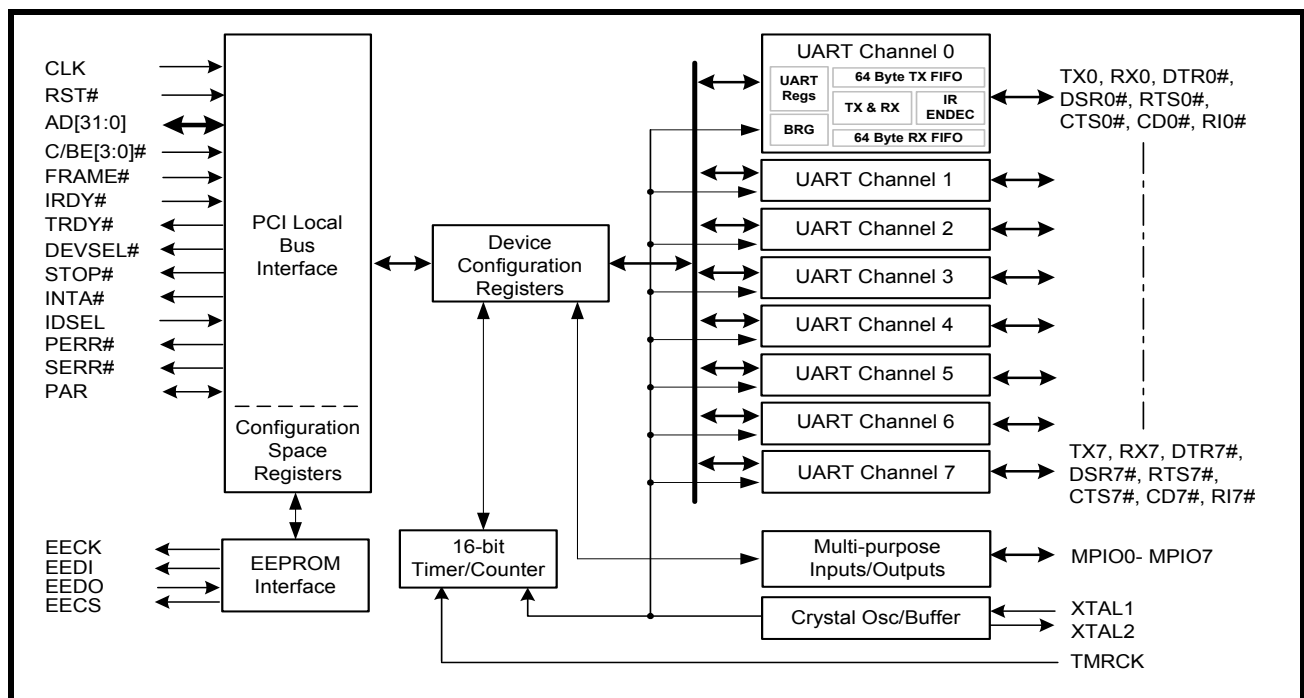 CLK
RST#
AD[31:0]
C/BE[3:0]#
FRAME#
IRDY#
TRDY#
DEVSEL#
STOP#
INTA#
IDSEL
PERR#
SERR#
PAR
PCI Local
Bus
Interface
Configuration
Space
Registers
EECK
EEDI
EEDO
EECS
EEPROM
Interface
Device
Configuration
Registers
16-bit
Timer/Counter
UART Channel 0
UART
Regs
BRG
64 Byte TX FIFO
TX & RX
IR
ENDEC
64 Byte RX FIFO
UART Channel 1
UART Channel 2
UART Channel 3
UART Channel 4
UART Channel 5
UART Channel 6
UART Channel 7
Multi-purpose
Inputs/Outputs
Crystal Osc/Buffer
TX0, RX0, DTR0#,
DSR0#, RTS0#,
CTS0#, CD0#, RI0#
TX7, RX7, DTR7#,
DSR7#, RTS7#,
CTS7#, CD7#, RI7#
MPIO0- MPIO7
XTAL1
XTAL2
TMRCK